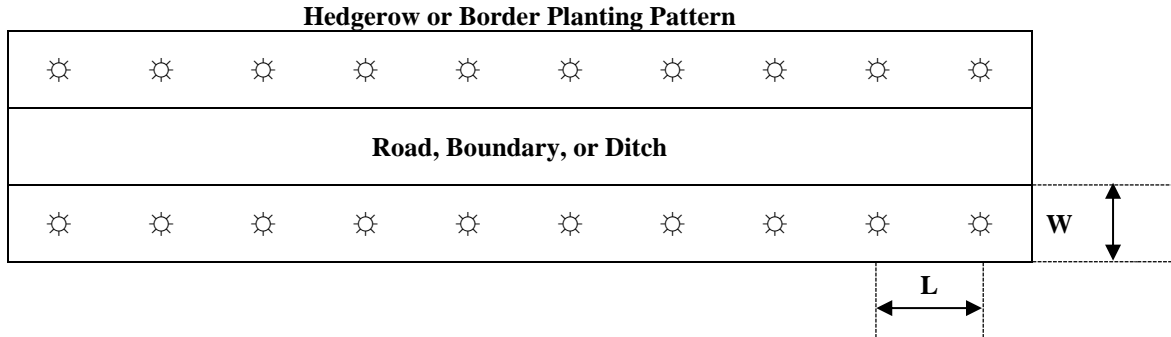 Hedgerow or Border Planting Pattern
Road, Boundary, or Ditch
W
L